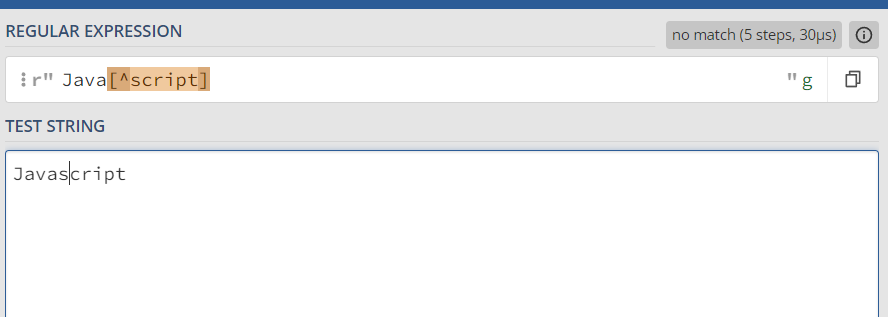 REGULAR EXPRESSION
no match (5 steps, 30μs)
r" Java[^script] " g
TEST STRING
Javascript